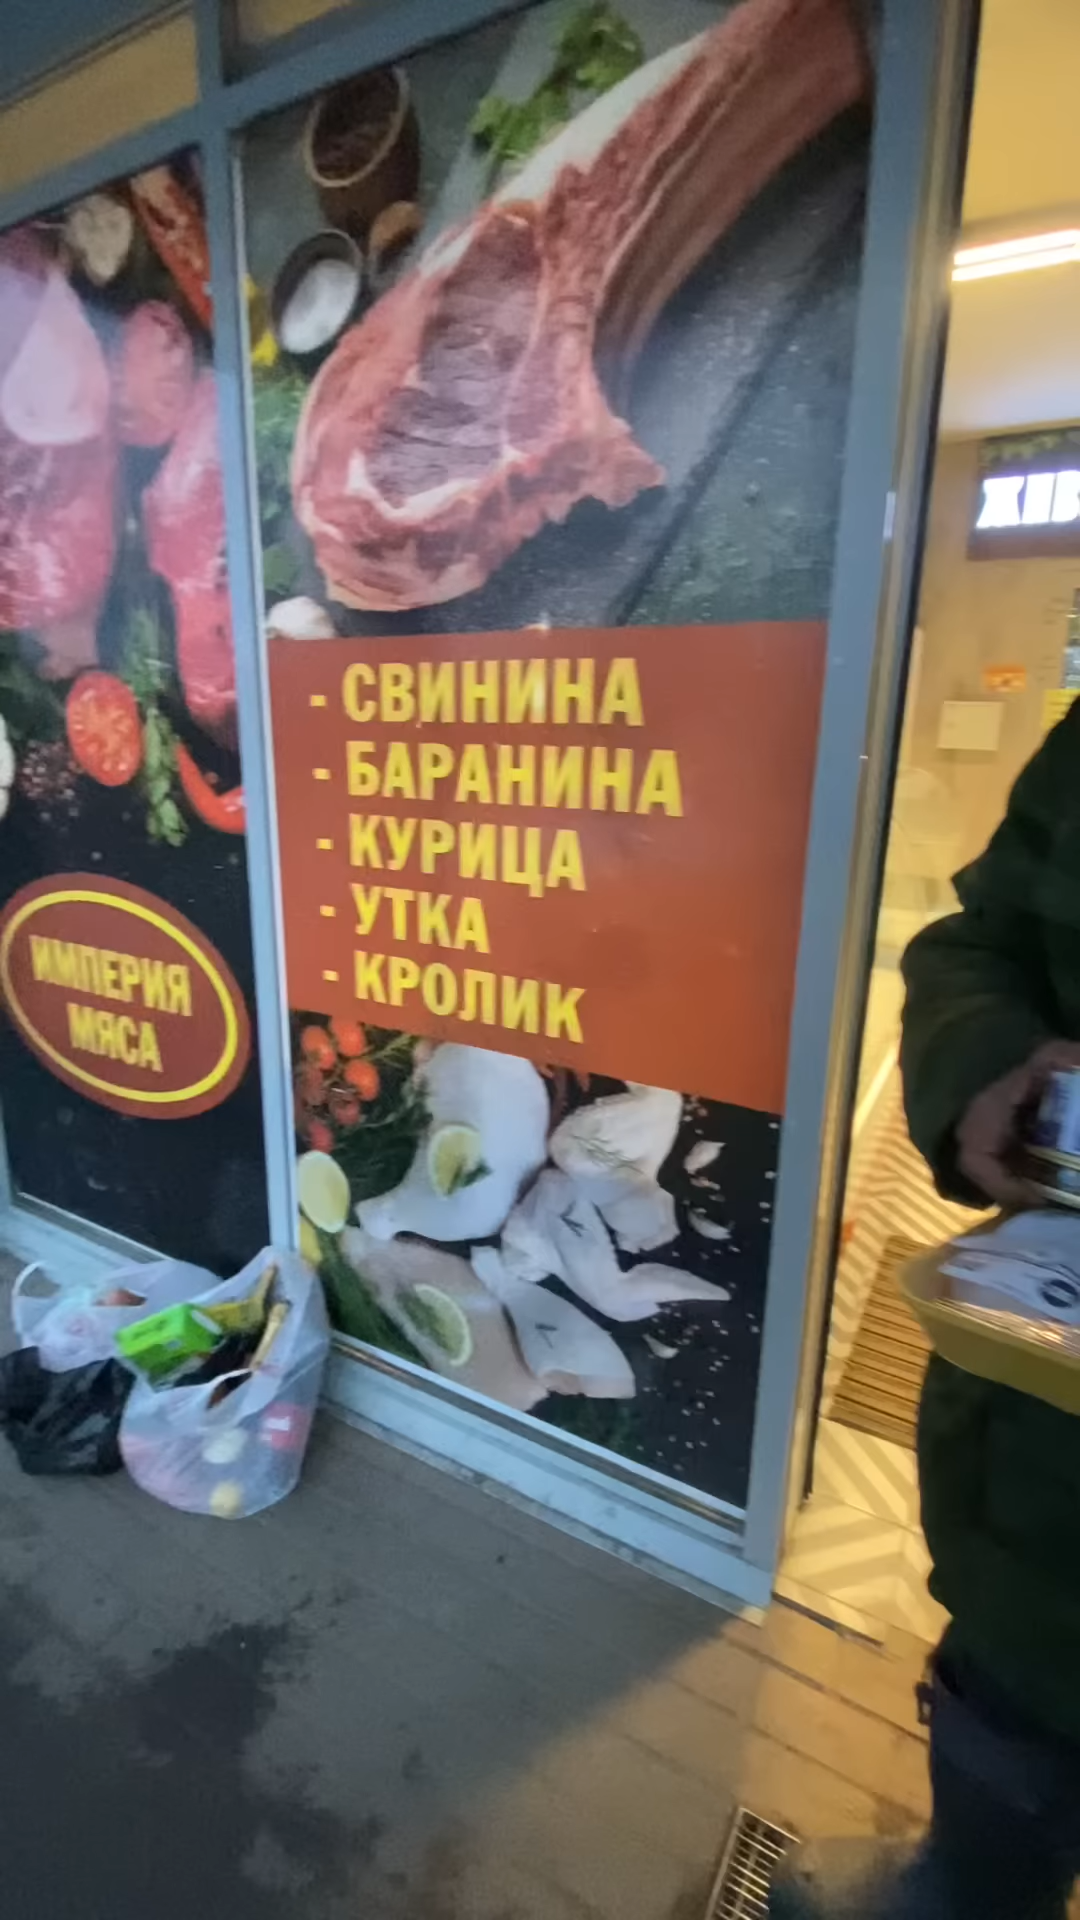 - СВИНИНА
- БАРАНИНА
- КУРИЦА
- УТКА
- КРОЛИК
ИМПЕРИЯ
МЯСА